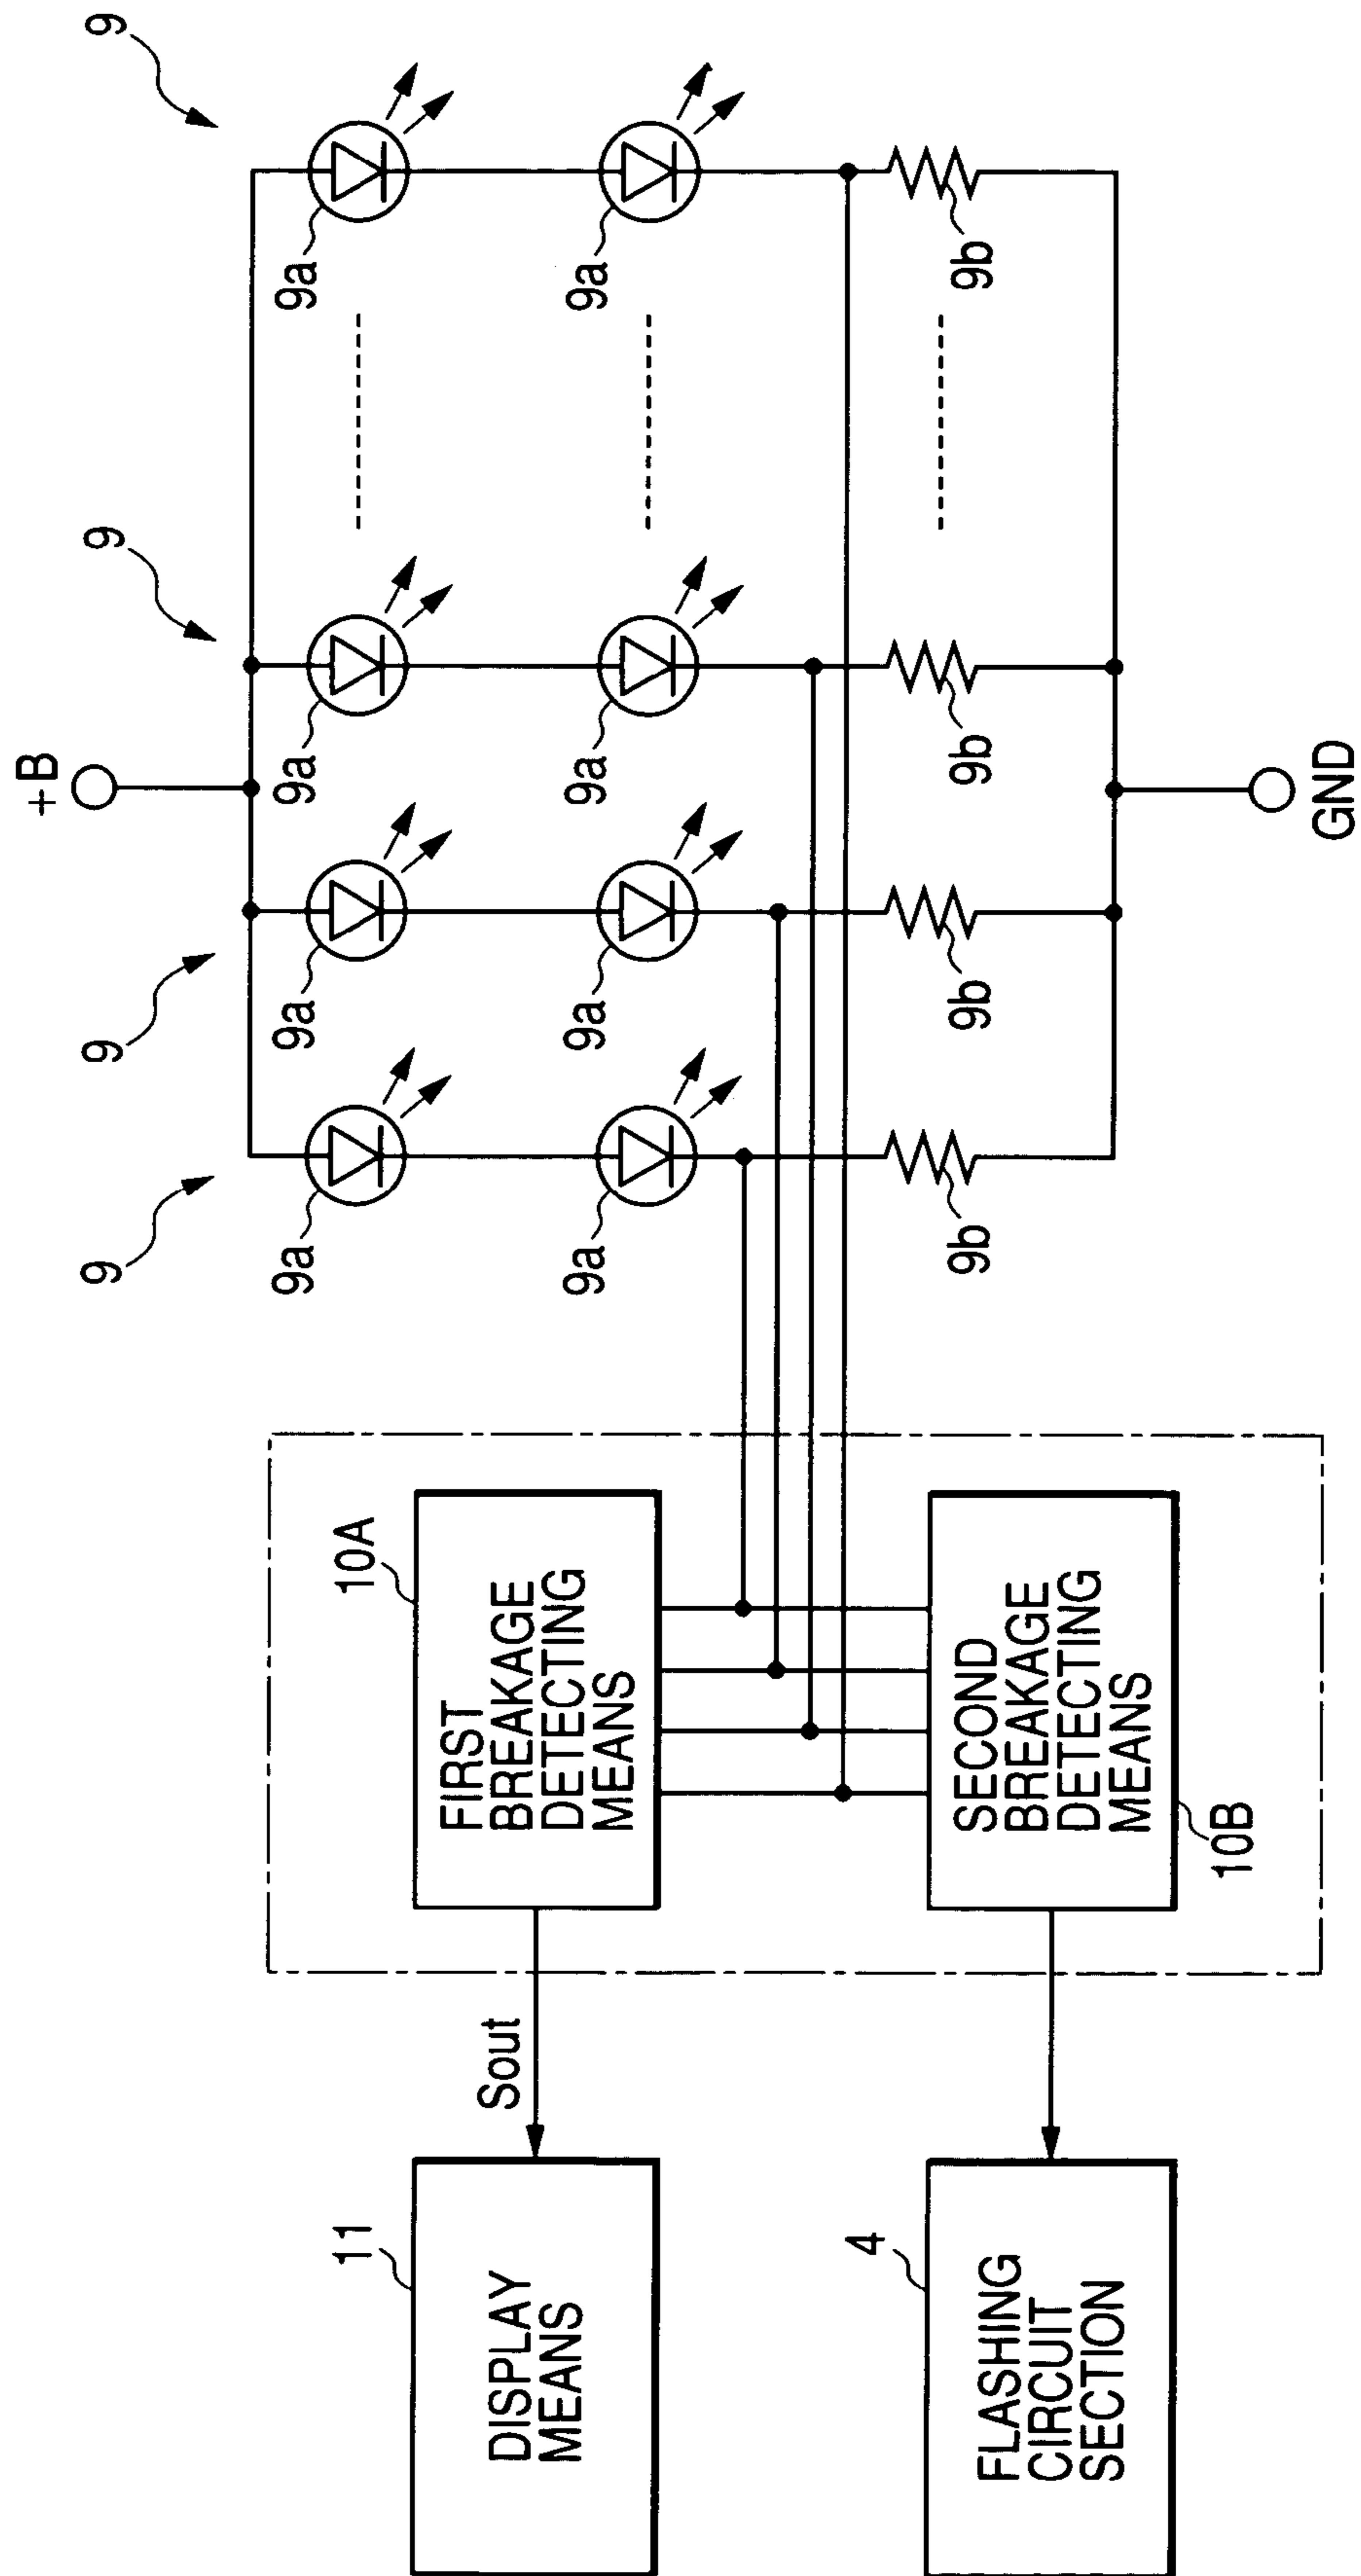 +B
9
9
9
9
9a
9a
9a
9a
9a
9a
9a
9a
9b
9b
9b
9b
GND
10A
FIRST
BREAKAGE
DETECTING
MEANS
SECOND
BREAKAGE
DETECTING
MEANS
10B
Sout
11
DISPLAY
MEANS
4
FLASHING
CIRCUIT
SECTION